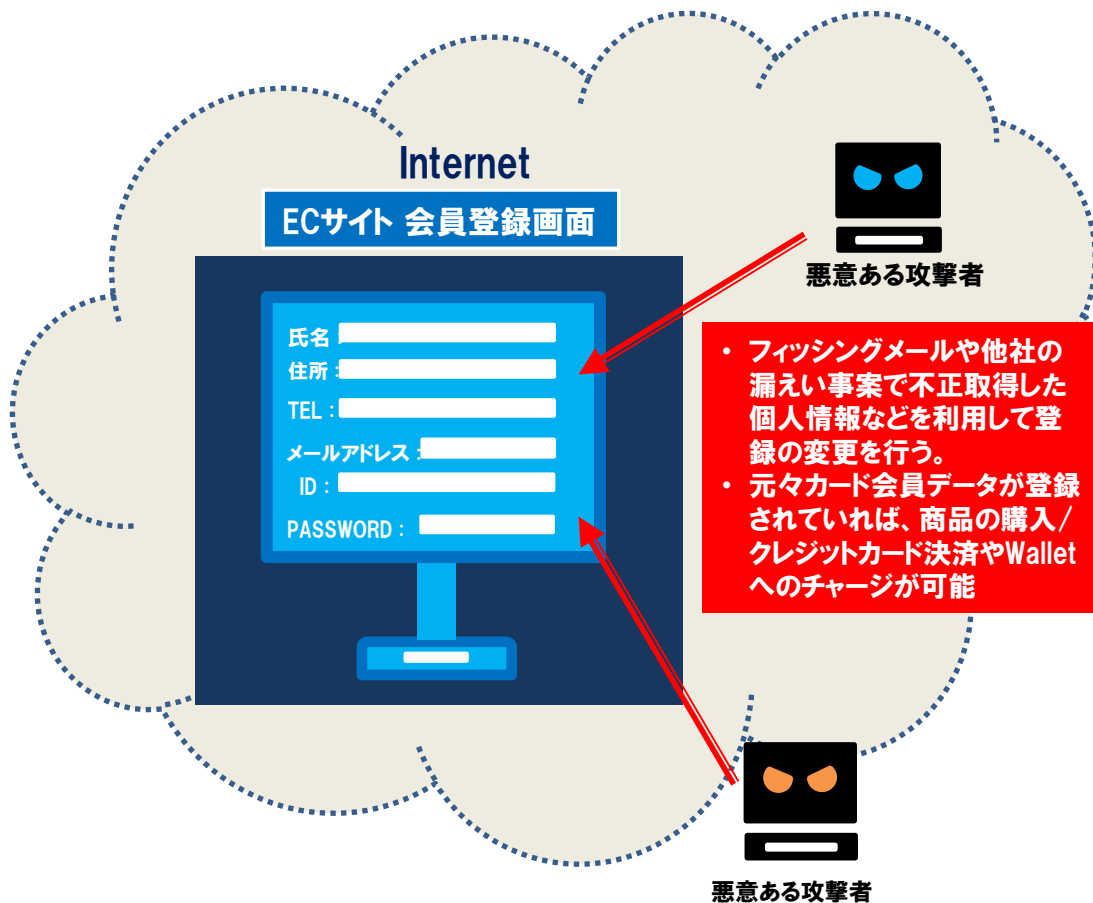 Internet
ECサイト 会員登録画面
悪意ある攻撃者
氏名 :
住所 :
TEL :
メールアドレス :
ID :
PASSWORD :
・ フィッシングメールや他社の
漏えい事案で不正取得した
個人情報などを利用して登
録の変更を行う。
・ 元々カード会員データが登録
されていれば、商品の購入/
クレジットカード決済やWallet
へのチャージが可能
悪意ある攻撃者